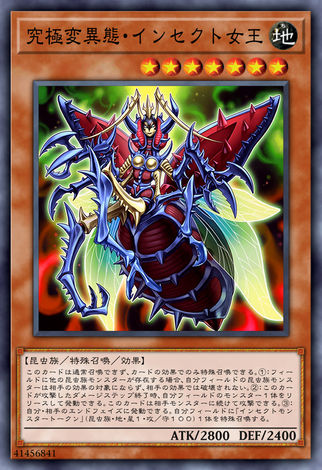 究極変異態・インセクト女王
地
【昆虫族／特殊召喚／効果】
このカードは通常召喚できず、カードの効果でのみ特殊召喚できる。①：フィー
ルドに他の昆虫族モンスターが存在する場合、自分フィールドの昆虫族モンスタ
ーは相手の効果の対象にならず、相手の効果では破壊されない。②：このカー
ドが攻撃したダメージステップ終了時、自分フィールドのモンスター１体をリ
リースして発動できる。このカードは相手モンスターに続けて攻撃できる。③：
自分・相手のエンドフェイズに発動できる。自分フィールドに「インセクトモン
スタートークン」（昆虫族・地・星１・攻／守１００）１体を特殊召喚する。
ATK/2800 DEF/2400
41456841